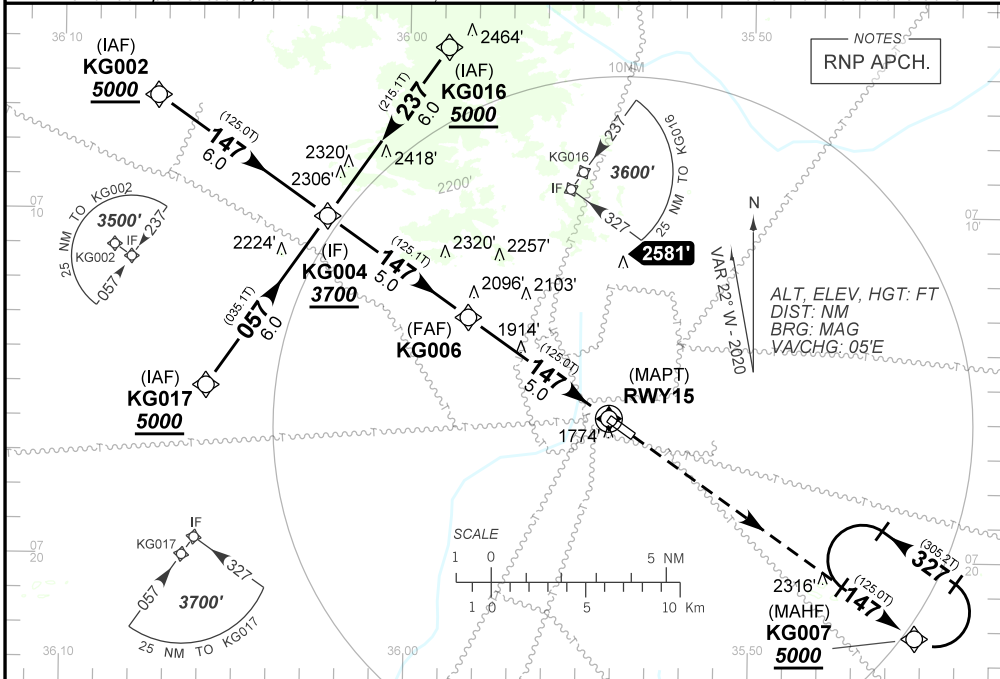 36'10
36'00
35'50
NOTES
RNP APCH.
(IAF)
KG002
5000
2464'
(IAF)
KG016
5000
10NM
(215.1T)
237
6.0
(125.0T)
147
6.0
2320'
2306'
2418'
2200'
237
KG016
3600'
IF
327
25 NM TO KG016
07
10
07
10
25 NM TO KG002
3500'
KG002
IF
237
057
2224'
(IF)
KG004
3700
(125.1T)
147
5.0
2320'
2257'
2581'
N
VAR 22° W - 2020
2096'
2103'
ALT, ELEV, HGT: FT
DIST: NM
BRG: MAG
VA/CHG: 05'E
(035.1T)
057
6.0
(FAF)
KG006
1914'
(125.0T)
147
5.0
(IAF)
KG017
5000
(MAPT)
RWY15
1774'
IF
KG017
057
327
3700'
25 NM TO KG017
07
20
07
20
SCALE
1 0 5 NM
1 0 5 10 Km
(305.2T)
327
2316'
(125.0T)
147
(MAHF)
KG007
5000
36'10
36'00
35'50